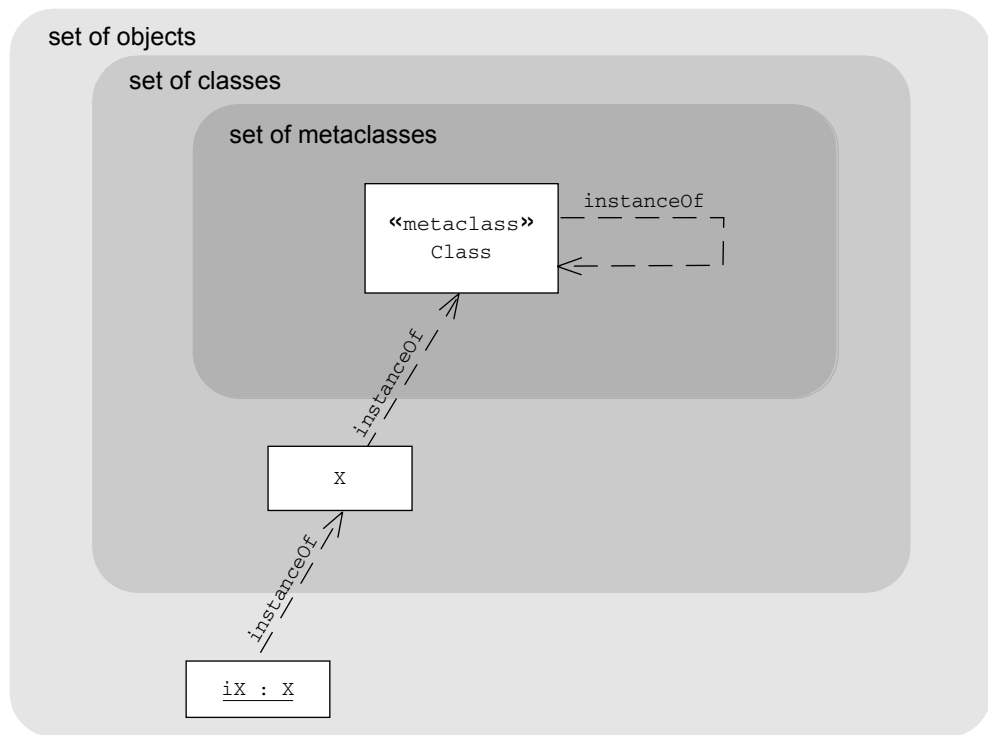 set of objects
set of classes
set of metaclasses
instanceOf
«metaclass»
Class
instanceOf
X
instanceOf
iX : X